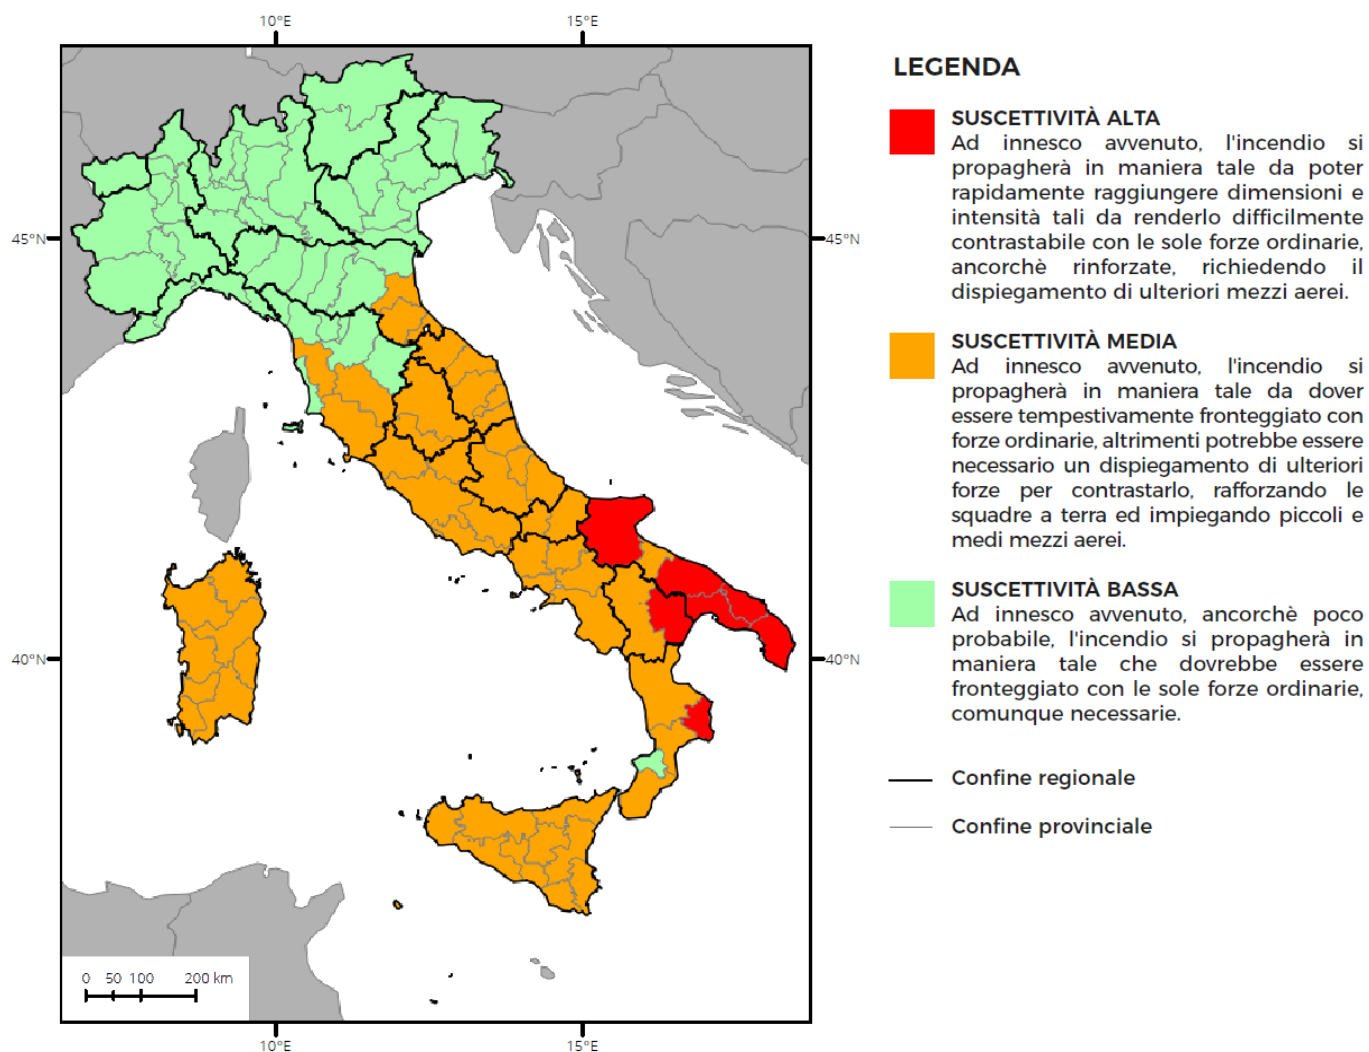 10°E 15°E
45°N 45°N
40°N 40°N
0 50 100 200 km
10°E 15°E
LEGENDA
SUSCETTIVITÀ ALTA
Ad innesco avvenuto, l'incendio si
propagherà in maniera tale da poter
rapidamente raggiungere dimensioni e
intensità tali da renderlo difficilmente
contrastabile con le sole forze ordinarie,
ancorchè rinforzate, richiedendo il
dispiegamento di ulteriori mezzi aerei.
SUSCETTIVITÀ MEDIA
Ad innesco avvenuto, l'incendio si
propagherà in maniera tale da dover
essere tempestivamente fronteggiato con
forze ordinarie, altrimenti potrebbe essere
necessario un dispiegamento di ulteriori
forze per contrastarlo, rafforzando le
squadre a terra ed impiegando piccoli e
medi mezzi aerei.
SUSCETTIVITÀ BASSA
Ad innesco avvenuto, ancorchè poco
probabile, l'incendio si propagherà in
maniera tale che dovrebbe essere
fronteggiato con le sole forze ordinarie,
comunque necessarie.
Confine regionale
Confine provinciale